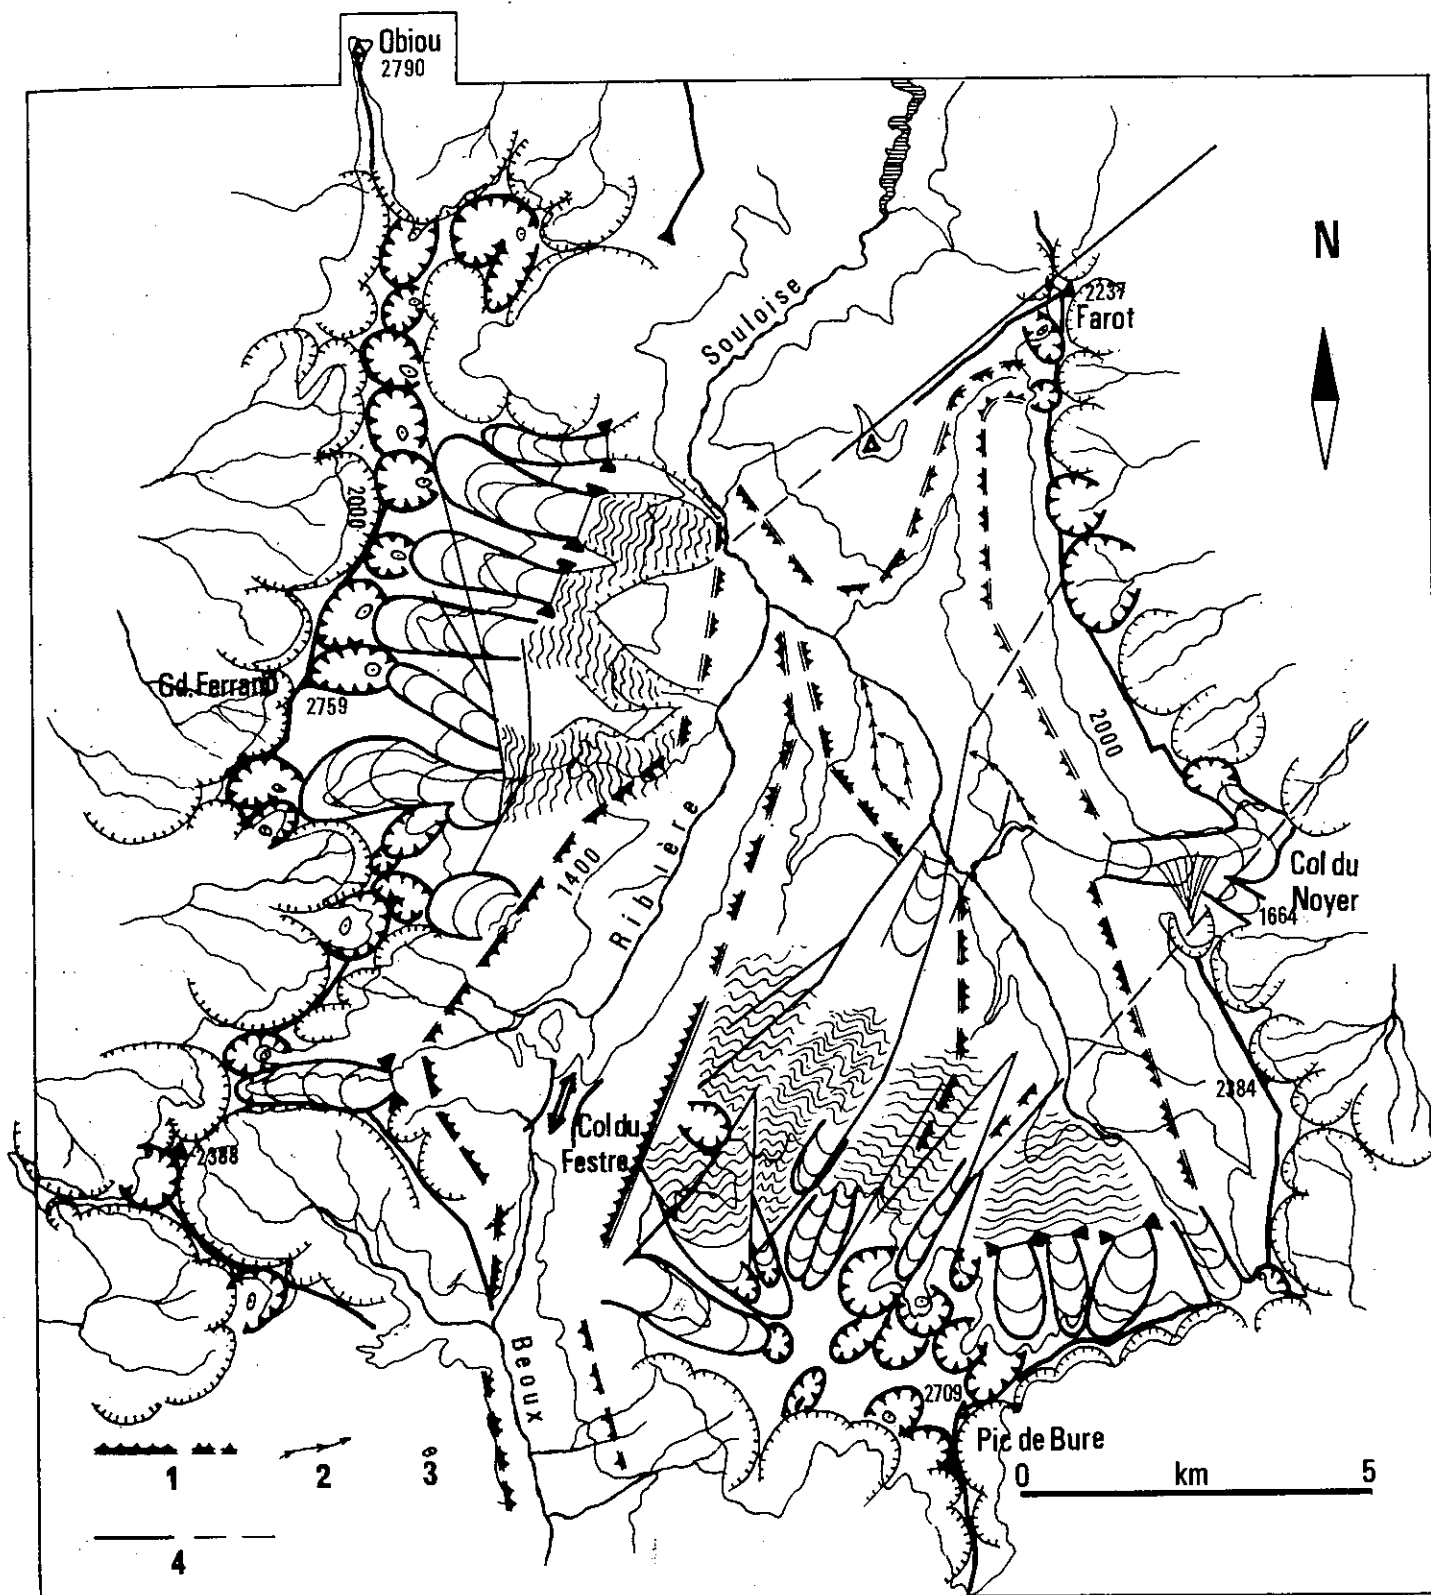 Obiou
2790
N
Souloise
2237
Farot
2000
Gd. Ferrand
2759
2000
1400
Ribière
Col du
Noyer
1664
2384
Col du
Festre
2388
Beoux
2709
Pic de Bure
0 km 5
1 2 3
4